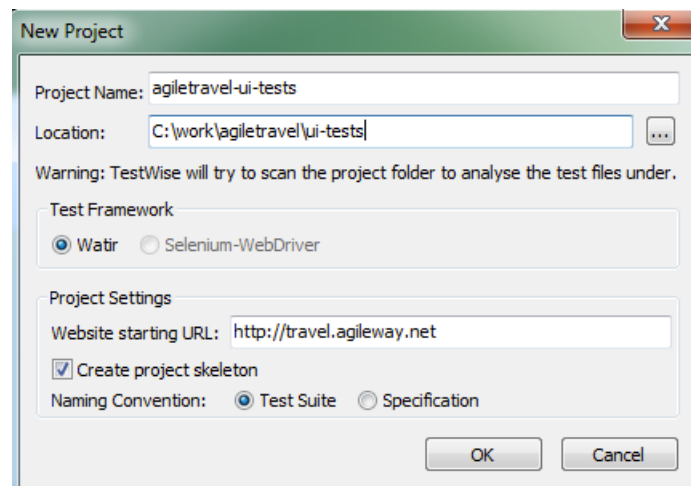 New Project
X
Project Name: agiletravel-ui-tests
Location: C:\work\agiletravel\ui-tests
...
Warning: TestWise will try to scan the project folder to analyse the test files under.
Test Framework
Watir Selenium-WebDriver
Project Settings
Website starting URL: http://travel.agileway.net
Create project skeleton
Naming Convention: Test Suite Specification
OK Cancel